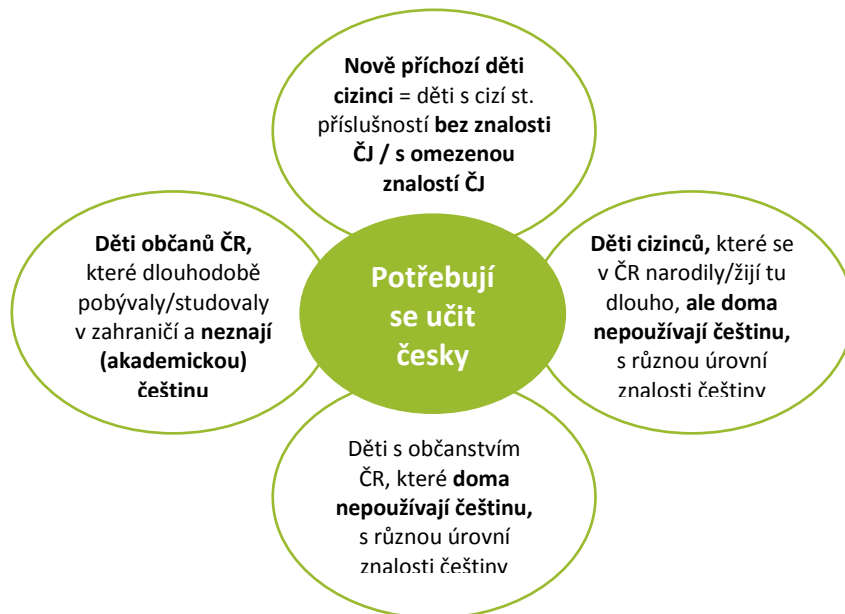 Nově příchozí děti
cizinci = děti s cizí st.
příslušností bez znalosti
ČJ / s omezenou
znalostí ČJ
Děti občanů ČR,
které dlouhodobě
pobývaly/studovaly
v zahraničí a neznají
(akademickou)
češtinu
Potřebují
se učit
česky
Děti cizinců, které se
v ČR narodily/žijí tu
dlouho, ale doma
nepoužívají češtinu,
s různou úrovní
znalosti češtiny
Děti s občanstvím
ČR, které doma
nepoužívají češtinu,
s různou úrovní
znalosti češtiny